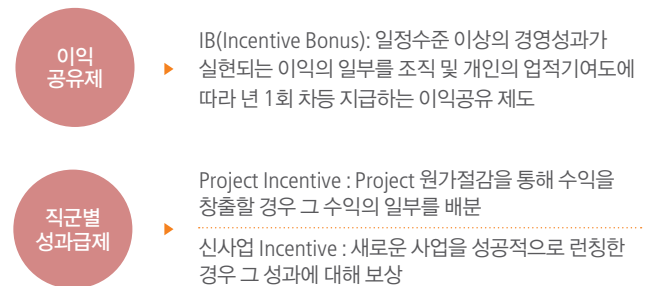 이익
공유제
IB(Incentive Bonus): 일정수준 이상의 경영성과가
실현되는 이익의 일부를 조직 및 개인의 업적기여도에
따라 년 1회 차등 지급하는 이익공유 제도
직군별
성과급제
Project Incentive : Project 원가절감을 통해 수익을
창출할 경우 그 수익의 일부를 배분
신사업 Incentive : 새로운 사업을 성공적으로 런칭한
경우 그 성과에 대해 보상